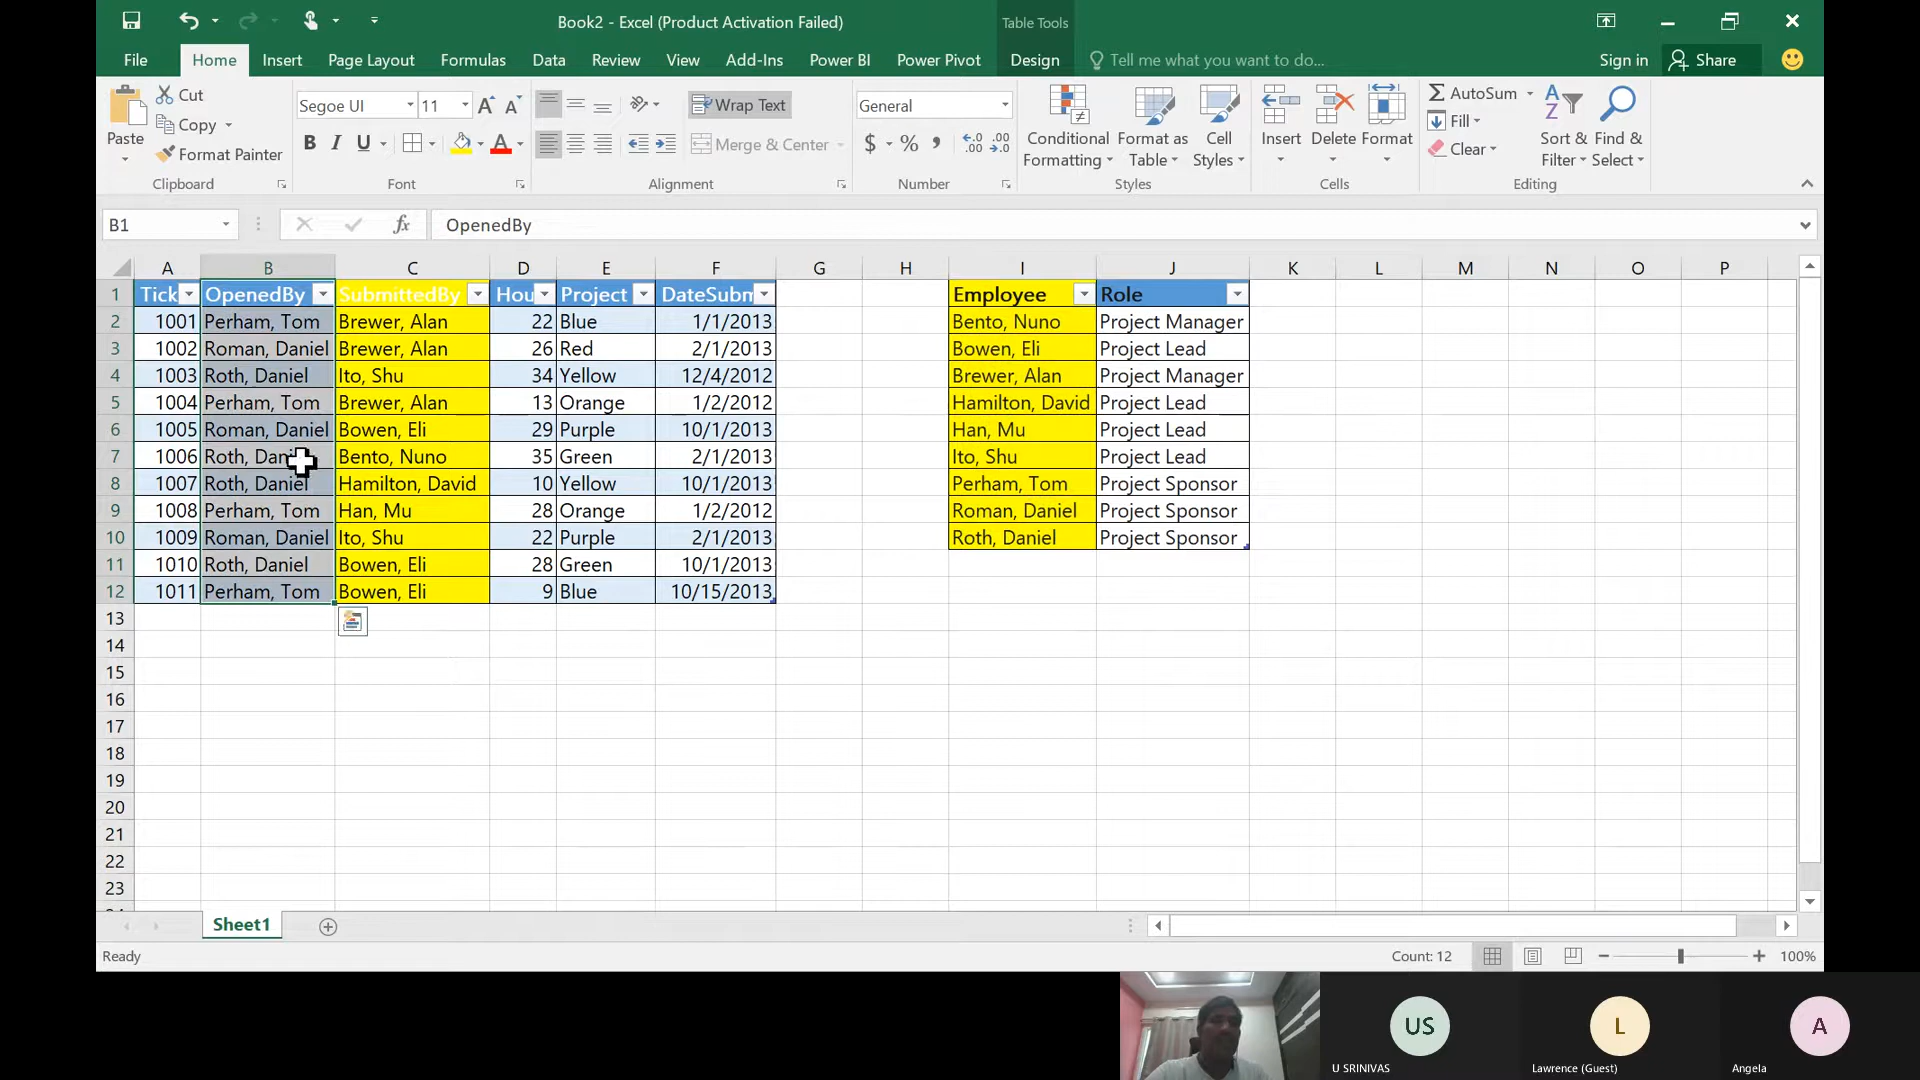 Book2 - Excel (Product Activation Failed)
Table Tools
File Home Insert Page Layout Formulas Data Review View Add-Ins Power BI Power Pivot Design Tell me what you want to do... Sign in Share
Paste
Cut
Copy
Format Painter
Clipboard
Segoe UI 11
B I U
Font
Wrap Text
Merge & Center
Alignment
General
$ % ,
Number
Conditional Formatting
Format as Table
Cell Styles
Styles
Insert Delete Format
Cells
AutoSum
Fill
Clear
Sort & Filter
Find & Select
Editing
B1 fx OpenedBy
A B C D E F G H I J K L M N O P
1 Tick OpenedBy SubmittedBy Hou Project DateSubm Employee Role
2 1001 Perham, Tom Brewer, Alan 22 Blue 1/1/2013 Bento, Nuno Project Manager
3 1002 Roman, Daniel Brewer, Alan 26 Red 2/1/2013 Bowen, Eli Project Lead
4 1003 Roth, Daniel Ito, Shu 34 Yellow 12/4/2012 Brewer, Alan Project Manager
5 1004 Perham, Tom Brewer, Alan 13 Orange 1/2/2012 Hamilton, David Project Lead
6 1005 Roman, Daniel Bowen, Eli 29 Purple 10/1/2013 Han, Mu Project Lead
7 1006 Roth, Bento, Nuno 35 Green 2/1/2013 Ito, Shu Project Lead
8 1007 Roth, Daniel Hamilton, David 10 Yellow 10/1/2013 Perham, Tom Project Sponsor
9 1008 Perham, Tom Han, Mu 28 Orange 1/2/2012 Roman, Daniel Project Sponsor
10 1009 Roman, Daniel Ito, Shu 22 Purple 2/1/2013 Roth, Daniel Project Sponsor
11 1010 Roth, Daniel Bowen, Eli 28 Green 10/1/2013
12 1011 Perham, Tom Bowen, Eli 9 Blue 10/15/2013
13
14
15
16
17
18
19
20
21
22
23
Sheet1
Ready Count: 12 100%
US L A
U SRINIVAS Lawrence (Guest) Angela